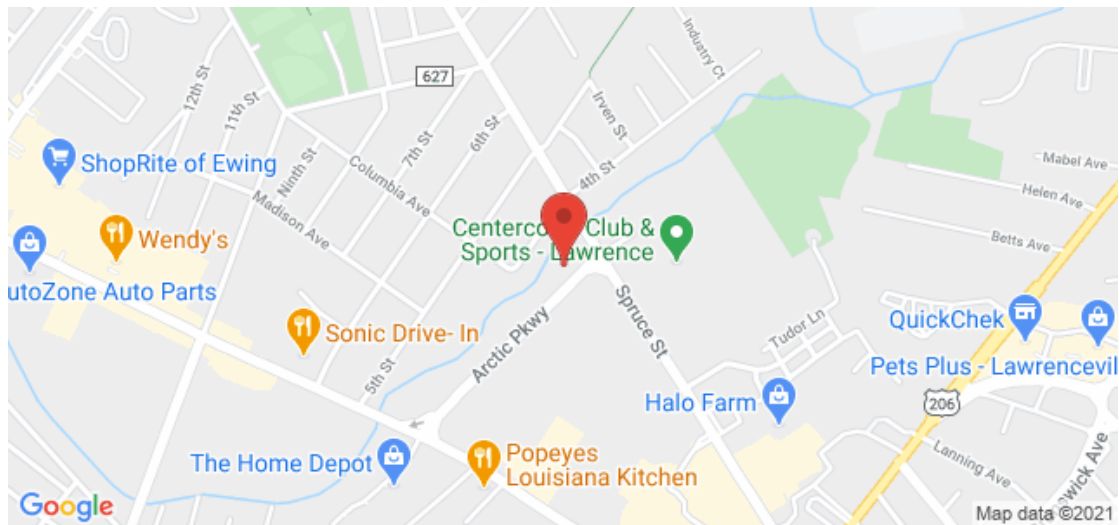 Industry Ct
627
12th St
11th St
7th St
6th St
Irven St
Mabel Ave
ShopRite of Ewing
Ninth St
Columbia Ave
4th St
Helen Ave
Madison Ave
Wendy's
Club &
Sports - Lawrence
Betts Ave
AutoZone Auto Parts
Spruce St
Tudor Ln
QuickChek
Sonic Drive- In
Arctic Pkwy
Pets Plus -
5th St
Halo Farm
206
The Home Depot
Popeyes
Louisiana Kitchen
Lanning Ave
Ave
Google
Map data ©2021